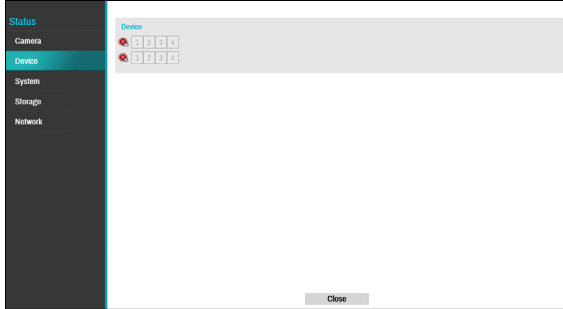 Status
Camera
Device
System
Storage
Network
Device
1 2 3 4
1 2 3 4
Close